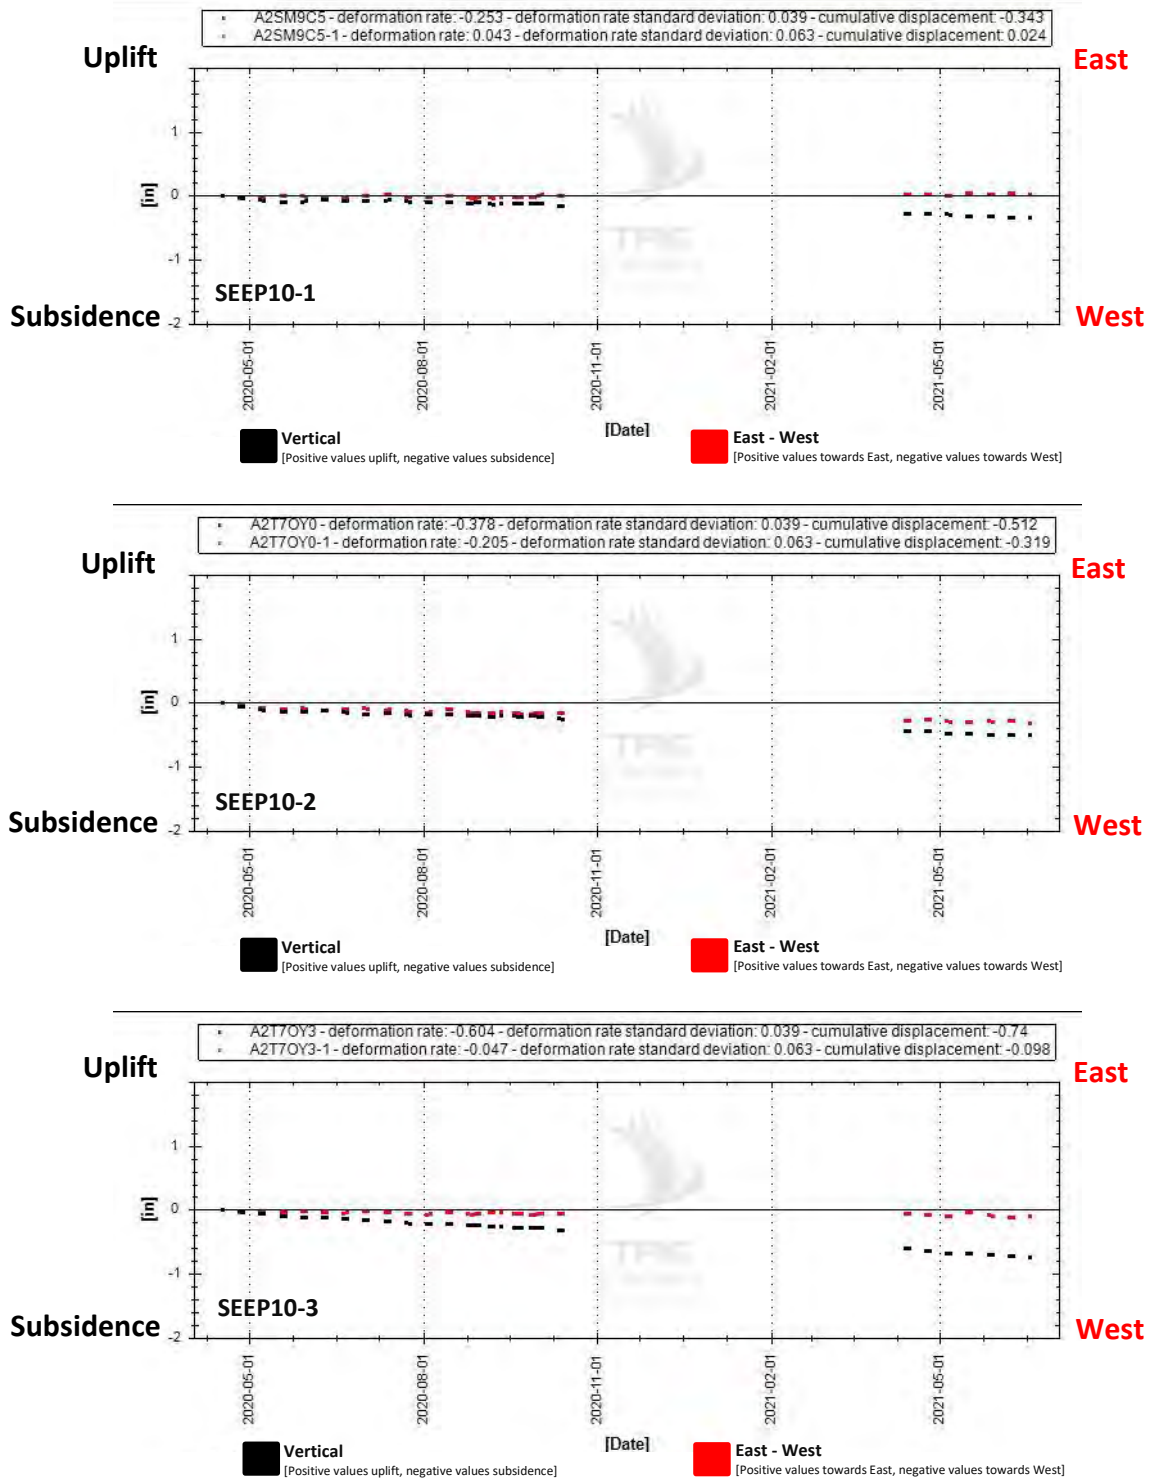 A2SM9C5 - deformation rate: -0.253 - deformation rate standard deviation: 0.039 - cumulative displacement: -0.343
A2SM9C5-1 - deformation rate: 0.043 - deformation rate standard deviation: 0.063 - cumulative displacement: 0.024
Uplift
East
1
0
[in]
-1
SEEP10-1
Subsidence
-2
West
2020-05-01
2020-08-01
2020-11-01
2021-02-01
2021-05-01
[Date]
Vertical
[Positive values uplift, negative values subsidence]
East - West
[Positive values towards East, negative values towards West]
A2T7OY0 - deformation rate: -0.378 - deformation rate standard deviation: 0.039 - cumulative displacement: -0.512
A2T7OY0-1 - deformation rate: -0.205 - deformation rate standard deviation: 0.063 - cumulative displacement: -0.319
Uplift
East
1
0
[in]
-1
SEEP10-2
Subsidence
-2
West
2020-05-01
2020-08-01
2020-11-01
2021-02-01
2021-05-01
[Date]
Vertical
[Positive values uplift, negative values subsidence]
East - West
[Positive values towards East, negative values towards West]
A2T7OY3 - deformation rate: -0.604 - deformation rate standard deviation: 0.039 - cumulative displacement: -0.74
A2T7OY3-1 - deformation rate: -0.047 - deformation rate standard deviation: 0.063 - cumulative displacement: -0.098
Uplift
East
1
0
[in]
-1
SEEP10-3
Subsidence
-2
West
2020-05-01
2020-08-01
2020-11-01
2021-02-01
2021-05-01
[Date]
Vertical
[Positive values uplift, negative values subsidence]
East - West
[Positive values towards East, negative values towards West]